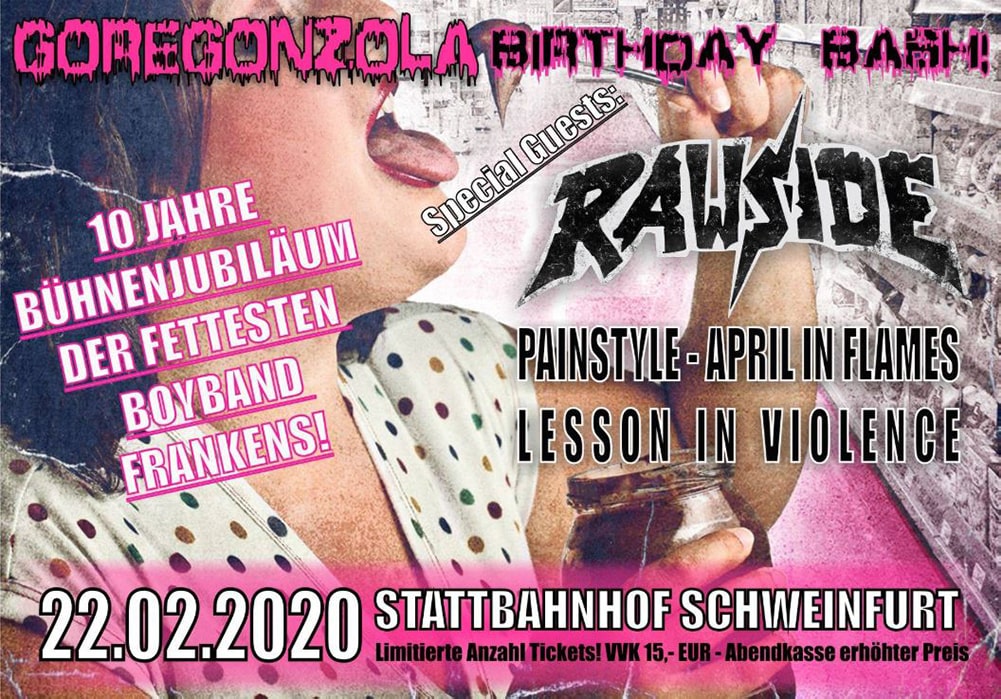 GOREGONZOLA BIRTHDAY BASH!
Special Guests:
RAWSIDE
10 JAHRE
BÜHNENJUBILÄUM
DER FETTESTEN
BOYBAND
FRANKENS!
PAINSTYLE - APRIL IN FLAMES
LESSON IN VIOLENCE
22.02.2020
STATTBAHNHOF SCHWEINFURT
Limitierte Anzahl Tickets! VVK 15,- EUR - Abendkasse erhöhter Preis